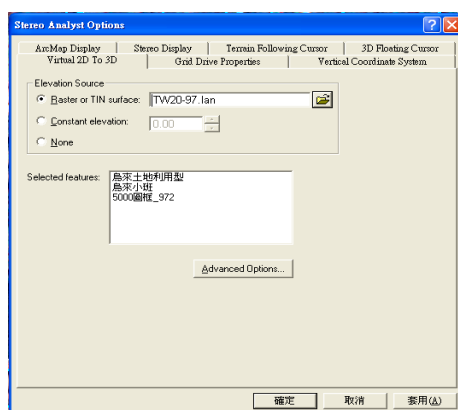 Stereo Analyst Options
ArcMap Display Stereo Display Terrain Following Cursor 3D Floating Cursor
Virtual 2D To 3D Grid Drive Properties Vertical Coordinate System
Elevation Source
Raster or TIN surface: TW20-97.lan
Constant elevation: 0.00
None
Selected features: 烏來土地利用型
烏來小班
5000圖框_972
Advanced Options...
確定 取消 套用(A)